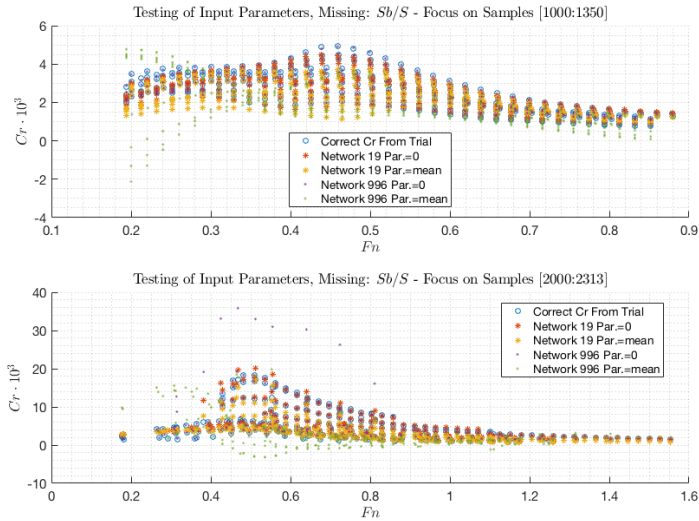 Testing of Input Parameters, Missing: Sb/S - Focus on Samples [1000:1350]
6
4
2
0
-2
-4
Cr · 10³
Correct Cr From Trial
Network 19 Par.=0
Network 19 Par.=mean
Network 996 Par.=0
Network 996 Par.=mean
0.1 0.2 0.3 0.4 0.5 0.6 0.7 0.8 0.9
Fn
Testing of Input Parameters, Missing: Sb/S - Focus on Samples [2000:2313]
40
30
20
10
0
-10
Cr · 10³
Correct Cr From Trial
Network 19 Par.=0
Network 19 Par.=mean
Network 996 Par.=0
Network 996 Par.=mean
0 0.2 0.4 0.6 0.8 1 1.2 1.4 1.6
Fn